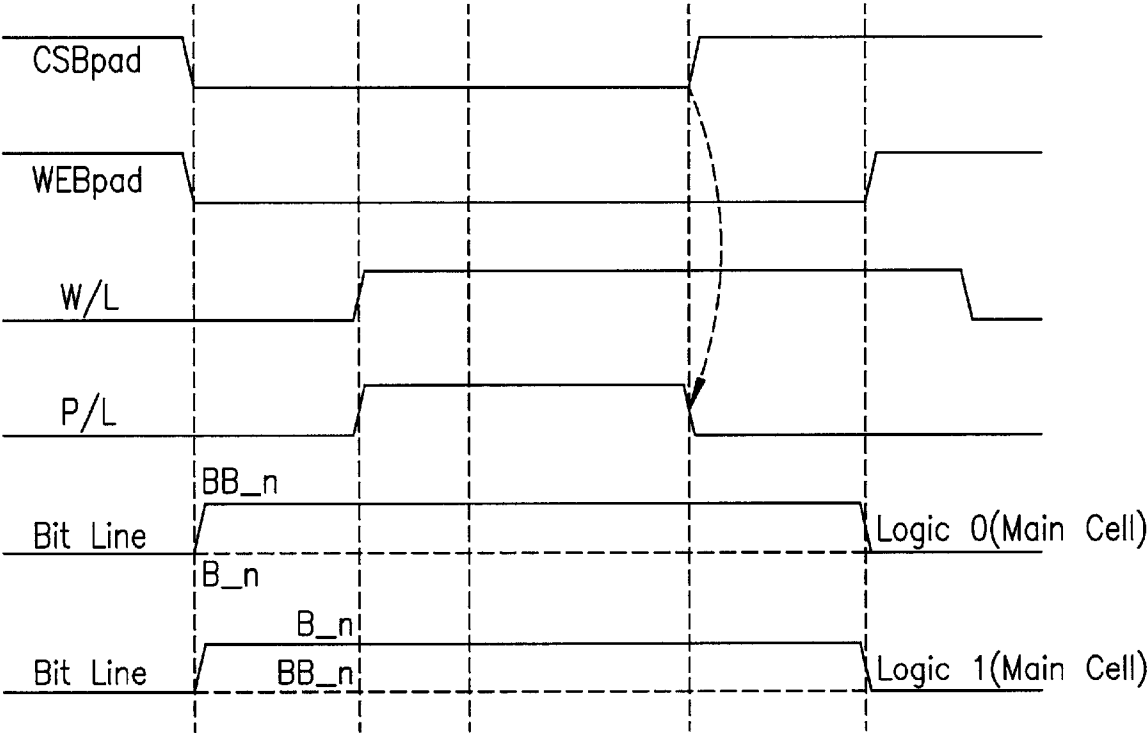 CSBpad
WEBpad
W/L
P/L
BB_n
Bit Line
Logic 0(Main Cell)
B_n
B_n
Bit Line
BB_n
Logic 1(Main Cell)